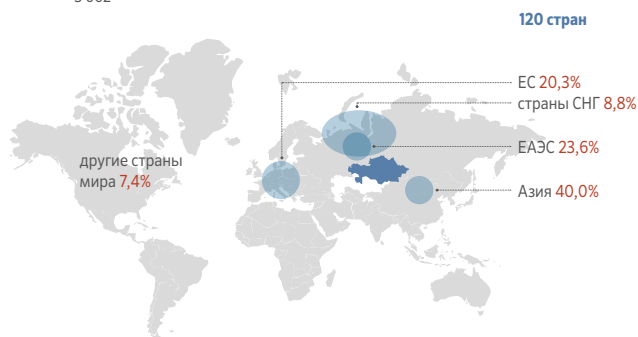 120 стран
ЕС 20,3%
страны СНГ 8,8%
ЕАЭС 23,6%
другие страны
мира 7,4%
Азия 40,0%